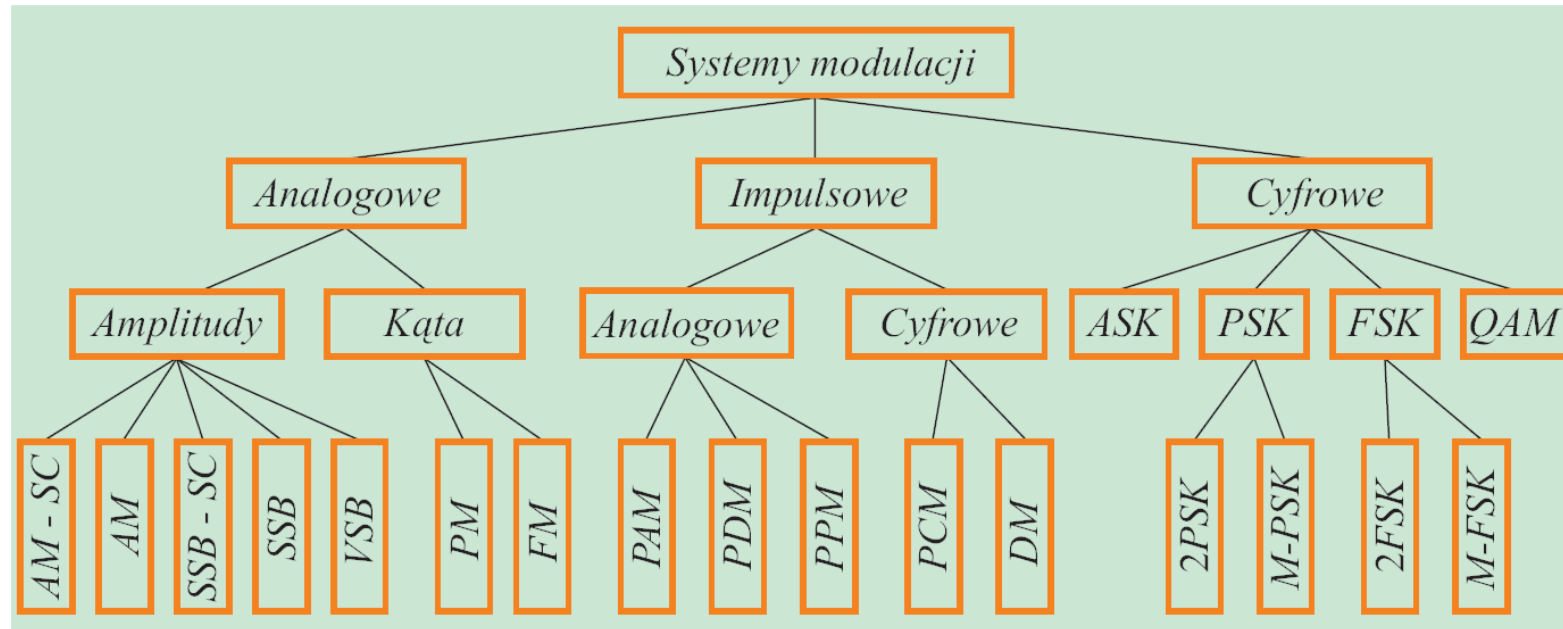 Systemy modulacji
Analogowe
Impulsowe
Cyfrowe
Amplitudy
Kąta
Analogowe
Cyfrowe
ASK
PSK
FSK
QAM
AM - SC
AM
SSB - SC
SSB
VSB
PM
FM
PAM
PDM
PPM
PCM
DM
2PSK
M-PSK
2FSK
M-FSK